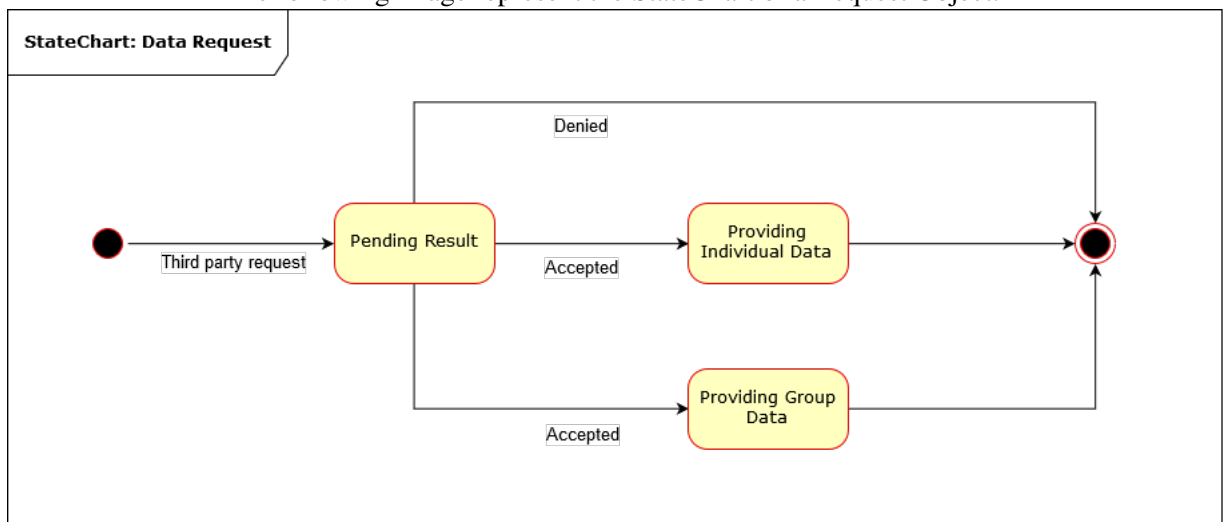 StateChart: Data Request
Denied
Pending Result
Providing
Individual Data
Third party request
Accepted
Providing Group
Data
Accepted